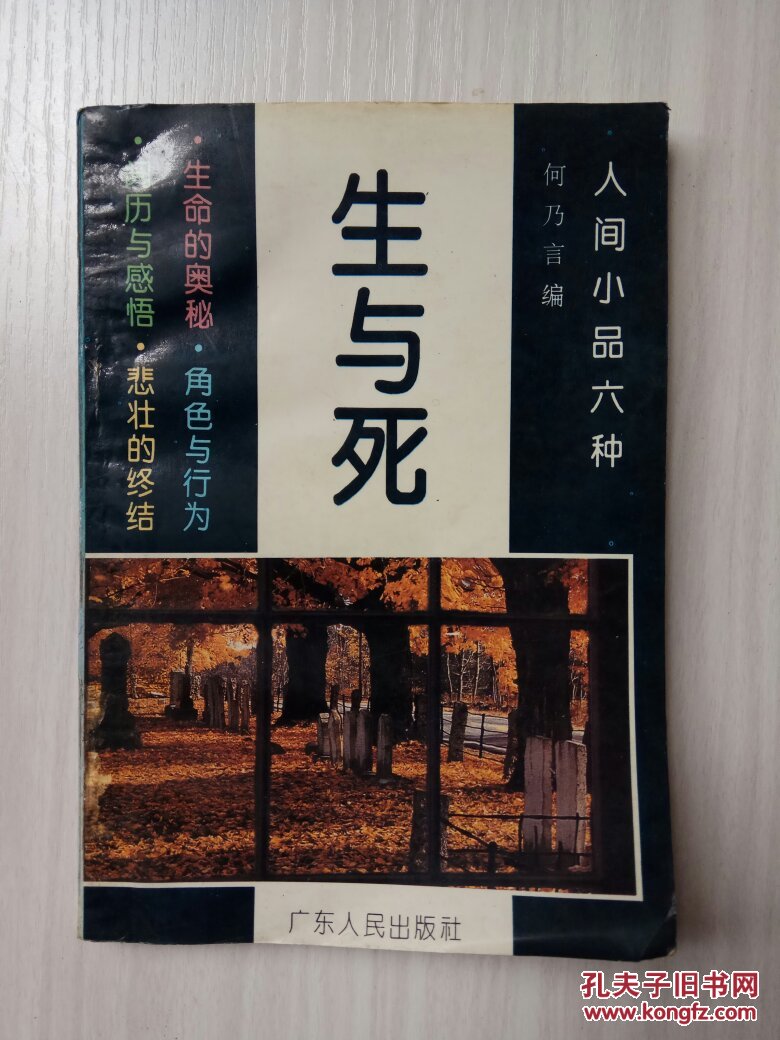 人间小品六种
何乃言编
生与死
·生命的奥秘·角色与行为
历与感悟·悲壮的终结
广东人民出版社
孔夫子旧书网
www.kongfz.com